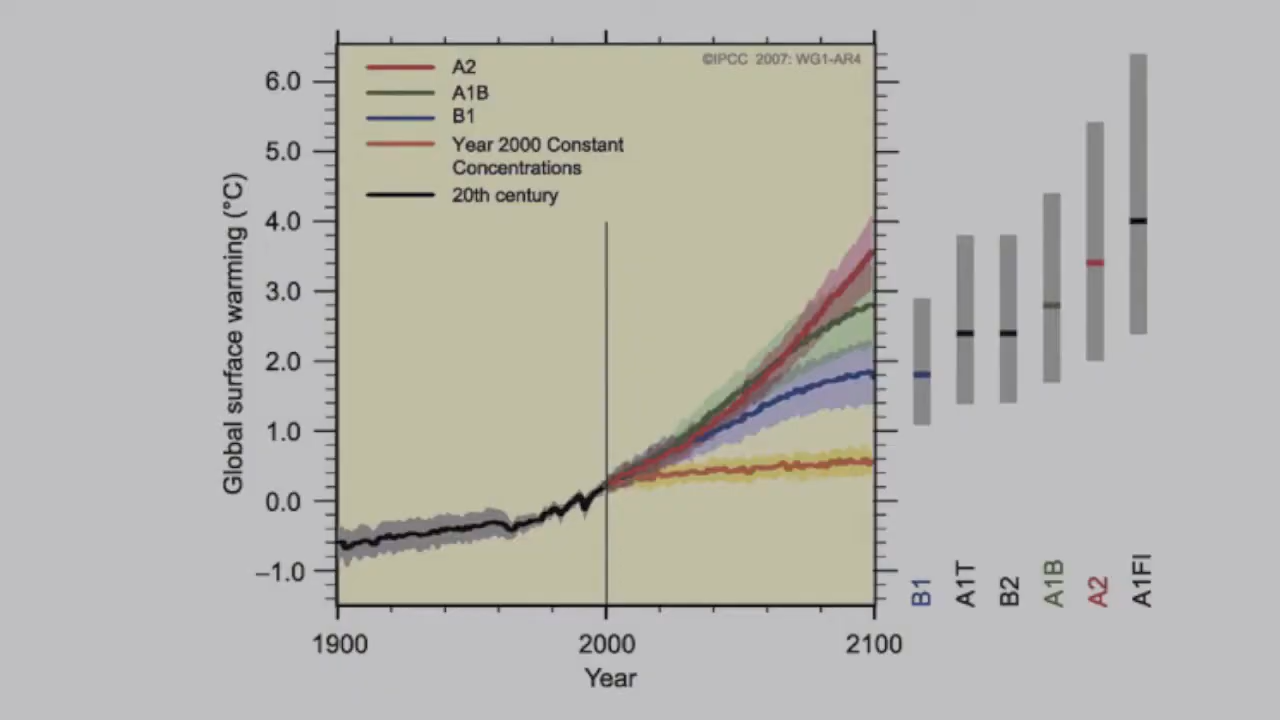 ©IPCC 2007: WG1-AR4
A2
A1B
B1
Year 2000 Constant
Concentrations
20th century
6.0
5.0
4.0
3.0
2.0
1.0
0.0
–1.0
Global surface warming (°C)
1900
2000
2100
Year
B1
A1T
B2
A1B
A2
A1FI